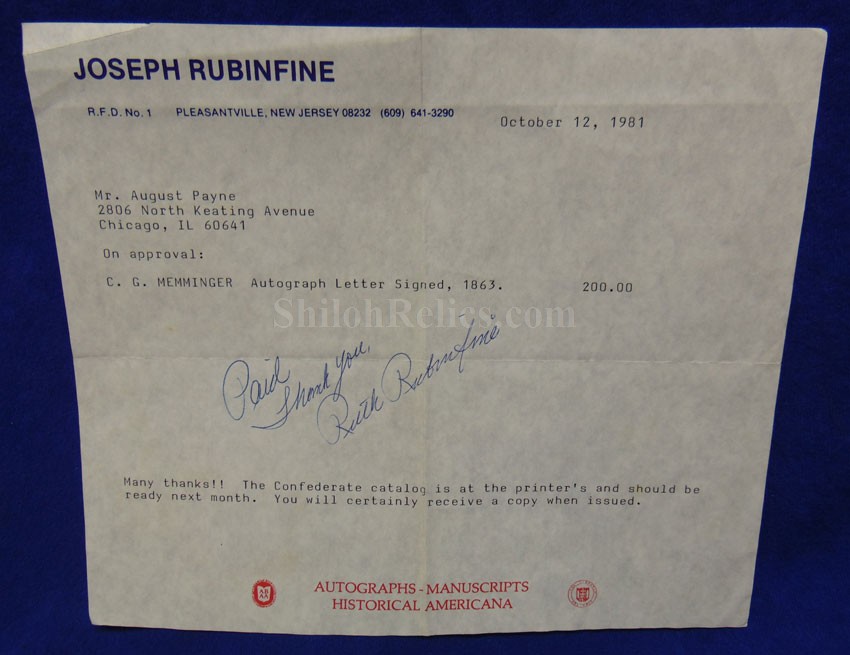 JOSEPH RUBINFINE
R.F.D. No. 1 PLEASANTVILLE, NEW JERSEY 08232 (609) 641-3290
October 12, 1981
Mr. August Payne
2806 North Keating Avenue
Chicago, IL 60641
On approval:
C. G. MEMMINGER Autograph Letter Signed, 1863. 200.00
ShilohRelics.com
Paid
Thank you,
Ruth Rubinfine
Many thanks!! The Confederate catalog is at the printer's and should be
ready next month. You will certainly receive a copy when issued.
AUTOGRAPHS - MANUSCRIPTS
HISTORICAL AMERICANA